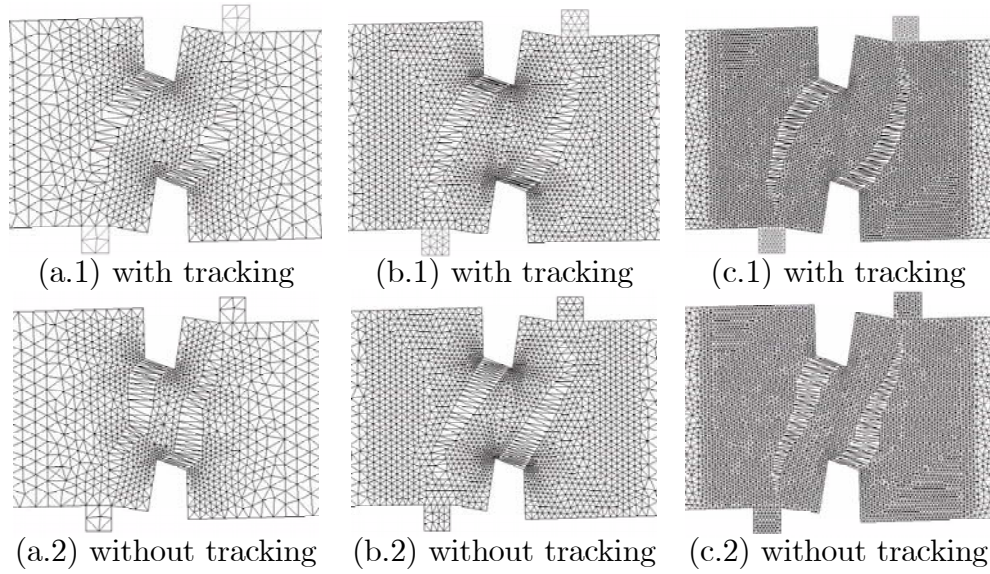 (a.1) with tracking
(b.1) with tracking
(c.1) with tracking
(a.2) without tracking
(b.2) without tracking
(c.2) without tracking